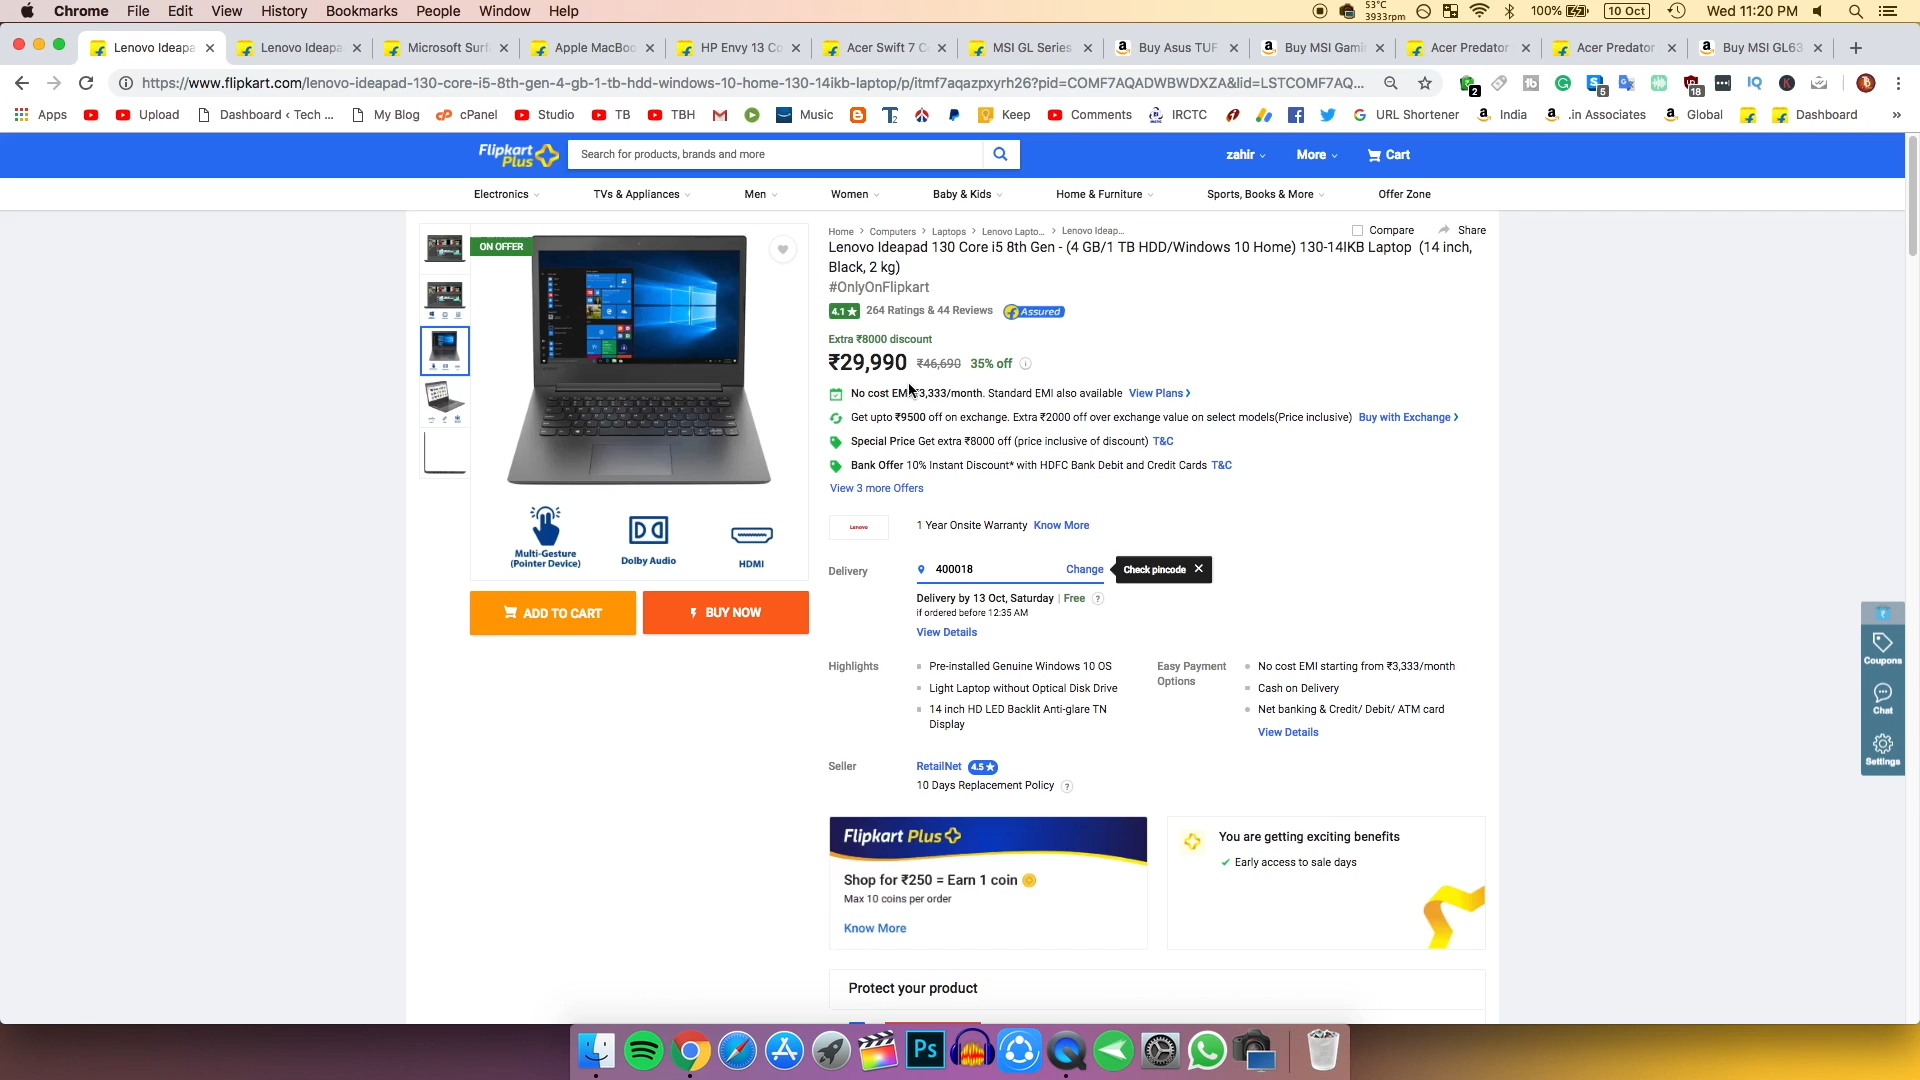 Chrome File Edit View History Bookmarks People Window Help
53°C
3933rpm
100%
10 Oct
Wed 11:20 PM
Lenovo Ideapa
Lenovo Ideapa
Microsoft Surf
Apple MacBoo
HP Envy 13 Co
Acer Swift 7 C
MSI GL Series
Buy Asus TUF
Buy MSI Gami
Acer Predator
Acer Predator
Buy MSI GL63
https://www.flipkart.com/lenovo-ideapad-130-core-i5-8th-gen-4-gb-1-tb-hdd-windows-10-home-130-14ikb-laptop/p/itmf7aqazpxyrh26?pid=COMF7AQADWBWDXZA&lid=LSTCOMF7AQ...
2
5
18
IQ
K
Apps Upload Dashboard ‹ Tech ... My Blog cPanel Studio TB TBH Music Keep Comments IRCTC URL Shortener India .in Associates Global Dashboard »
Flipkart
Plus
Search for products, brands and more
zahir
More
Cart
Electronics
TVs & Appliances
Men
Women
Baby & Kids
Home & Furniture
Sports, Books & More
Offer Zone
ON OFFER
Multi-Gesture
(Pointer Device)
Dolby Audio
HDMI
ADD TO CART
BUY NOW
Home › Computers › Laptops › Lenovo Lapto... › Lenovo Ideap...
Compare
Share
Lenovo Ideapad 130 Core i5 8th Gen - (4 GB/1 TB HDD/Windows 10 Home) 130-14IKB Laptop (14 inch,
Black, 2 kg)
#OnlyOnFlipkart
4.1★ 264 Ratings & 44 Reviews Assured
Extra ₹8000 discount
₹29,990 ₹46,690 35% off
No cost EMI ₹3,333/month. Standard EMI also available View Plans ›
Get upto ₹9500 off on exchange. Extra ₹2000 off over exchange value on select models(Price inclusive) Buy with Exchange ›
Special Price Get extra ₹8000 off (price inclusive of discount) T&C
Bank Offer 10% Instant Discount* with HDFC Bank Debit and Credit Cards T&C
View 3 more Offers
Lenovo
1 Year Onsite Warranty Know More
Delivery
400018
Change
Check pincode ✕
Delivery by 13 Oct, Saturday | Free ?
if ordered before 12:35 AM
View Details
Highlights
Pre-installed Genuine Windows 10 OS
Light Laptop without Optical Disk Drive
14 inch HD LED Backlit Anti-glare TN
Display
Easy Payment
Options
No cost EMI starting from ₹3,333/month
Cash on Delivery
Net banking & Credit/ Debit/ ATM card
View Details
Seller
RetailNet 4.5★
10 Days Replacement Policy ?
Flipkart Plus
Shop for ₹250 = Earn 1 coin
Max 10 coins per order
Know More
You are getting exciting benefits
Early access to sale days
Protect your product
Coupons
Chat
Settings
Ps